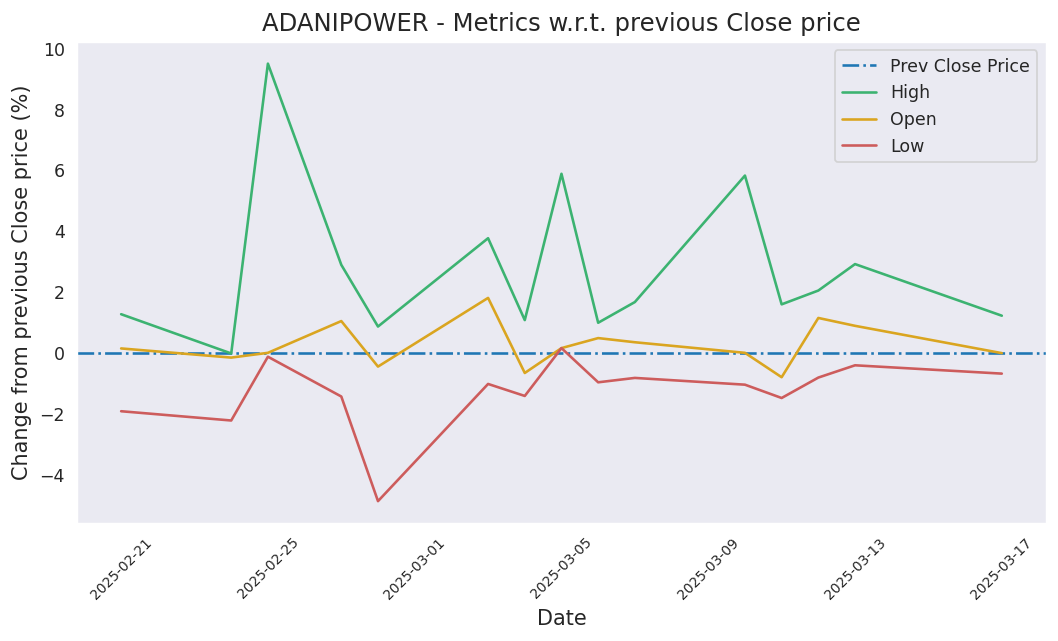 ADANIPOWER - Metrics w.r.t. previous Close price
Change from previous Close price (%)
10
8
6
4
2
0
−2
−4
Prev Close Price
High
Open
Low
2025-02-21
2025-02-25
2025-03-01
2025-03-05
2025-03-09
2025-03-13
2025-03-17
Date